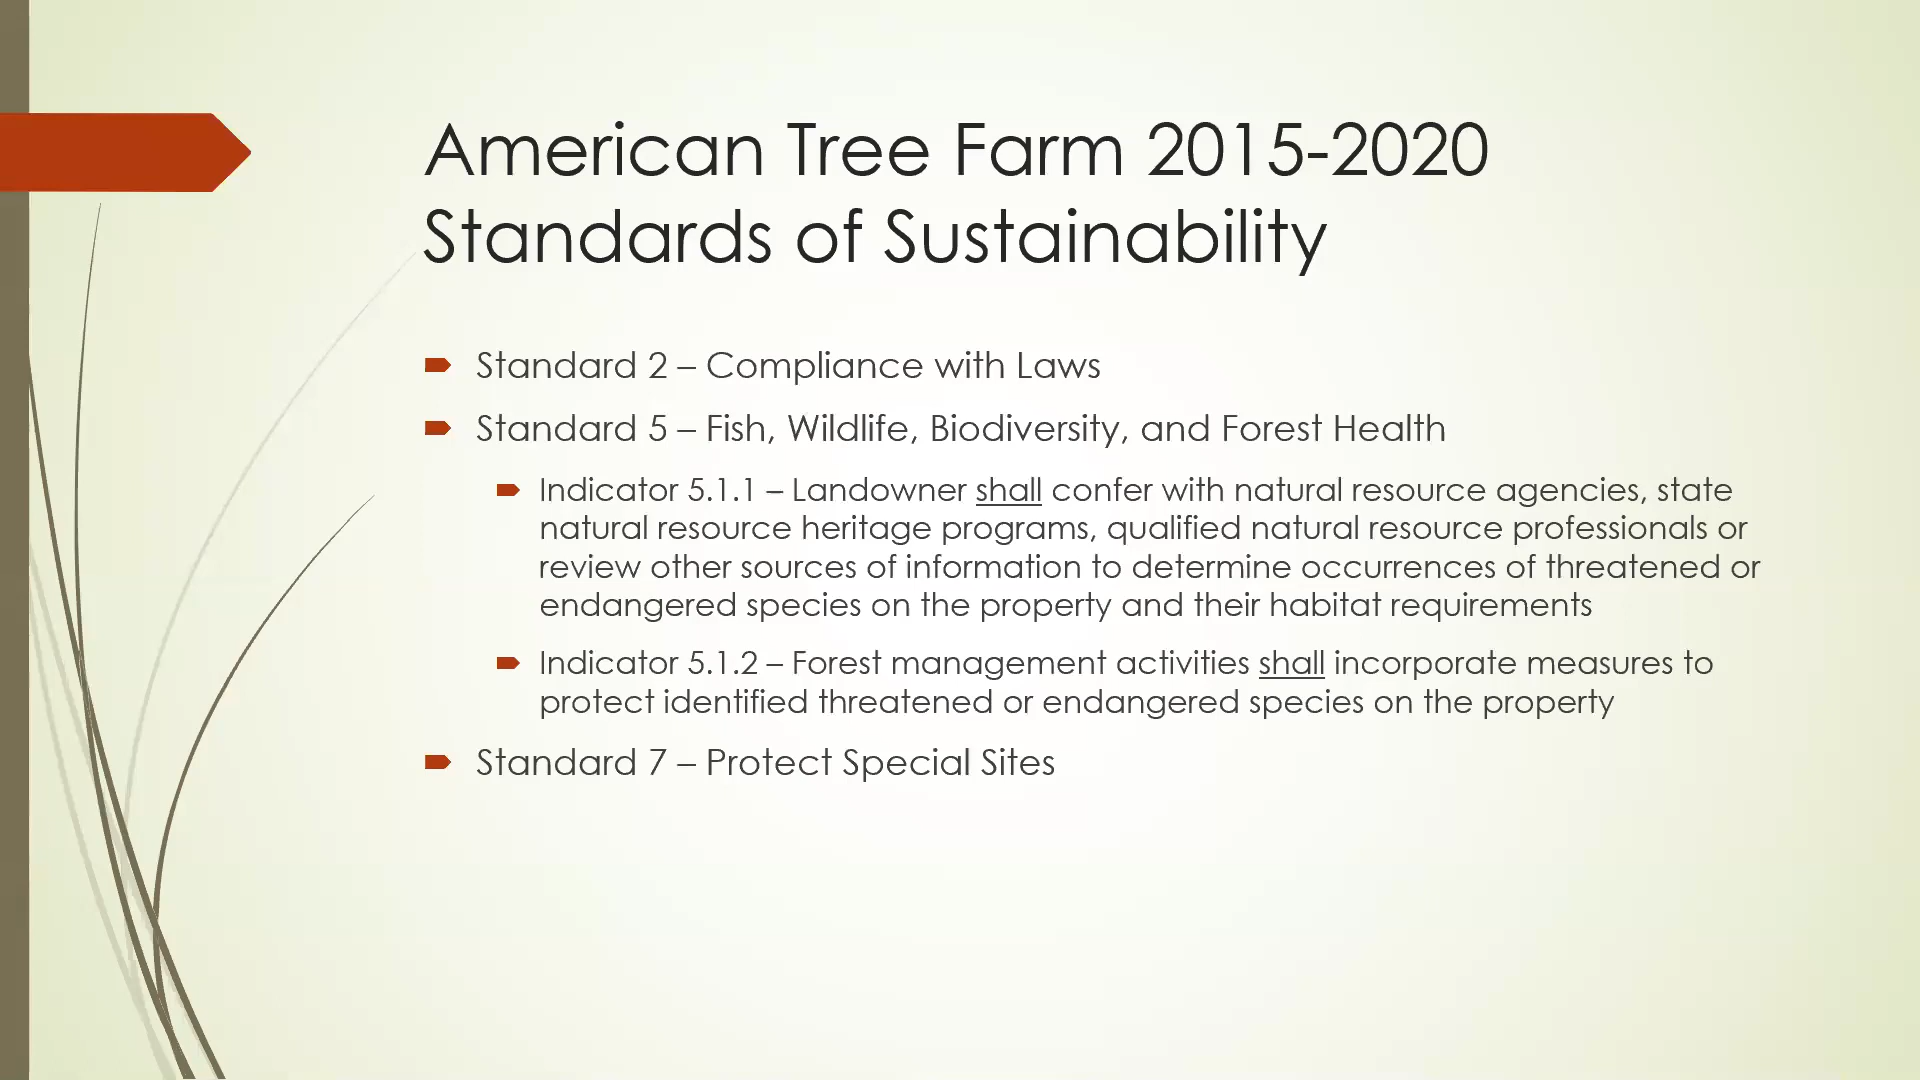 American Tree Farm 2015-2020
Standards of Sustainability
Standard 2 – Compliance with Laws
Standard 5 – Fish, Wildlife, Biodiversity, and Forest Health
Indicator 5.1.1 – Landowner shall confer with natural resource agencies, state
natural resource heritage programs, qualified natural resource professionals or
review other sources of information to determine occurrences of threatened or
endangered species on the property and their habitat requirements
Indicator 5.1.2 – Forest management activities shall incorporate measures to
protect identified threatened or endangered species on the property
Standard 7 – Protect Special Sites